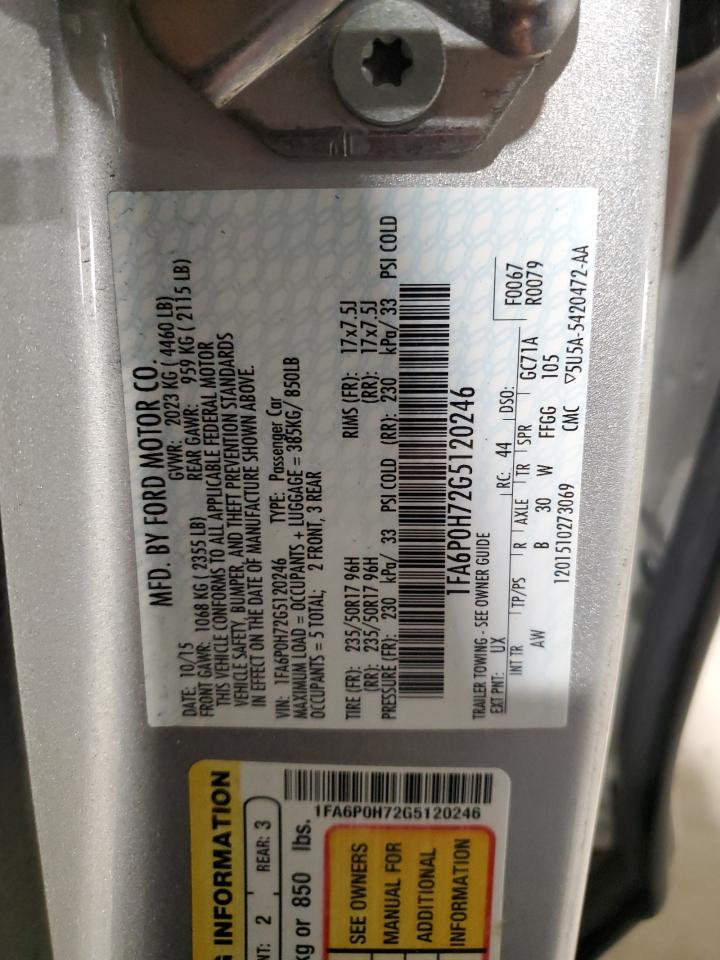 MFD. BY FORD MOTOR CO.
DATE: 10/15 GVWR: 2023 KG ( 4460 LB)
FRONT GAWR: 1068 KG ( 2355 LB) REAR GAWR: 959 KG ( 2115 LB)
THIS VEHICLE CONFORMS TO ALL APPLICABLE FEDERAL MOTOR
VEHICLE SAFETY, BUMPER, AND THEFT PREVENTION STANDARDS
IN EFFECT ON THE DATE OF MANUFACTURE SHOWN ABOVE.
VIN: 1FA6P0H72G5120246 TYPE: Passenger Car
MAXIMUM LOAD = OCCUPANTS + LUGGAGE = 385KG/ 850LB
OCCUPANTS = 5 TOTAL; 2 FRONT, 3 REAR
TIRE (FR): 235/50R17 96H RIMS (FR): 17x7.5J
(RR): 235/50R17 96H (RR): 17x7.5J
PRESSURE (FR): 230 kPa/ 33 PSI COLD (RR): 230 kPa/ 33 PSI COLD
1FA6P0H72G5120246
TRAILER TOWING - SEE OWNER GUIDE
EXT PNT: UX RC: 44 DSO: F0067
R0079
INT TR TP/PS R AXLE TR SPR GC71A
AW B 30 W FFGG 105
1201510273069 CMC ▽5U5A-5420472-AA
G INFORMATION
NT: 2 REAR: 3
kg or 850 lbs.
1FA6P0H72G5120246
SEE OWNERS
MANUAL FOR
ADDITIONAL
INFORMATION